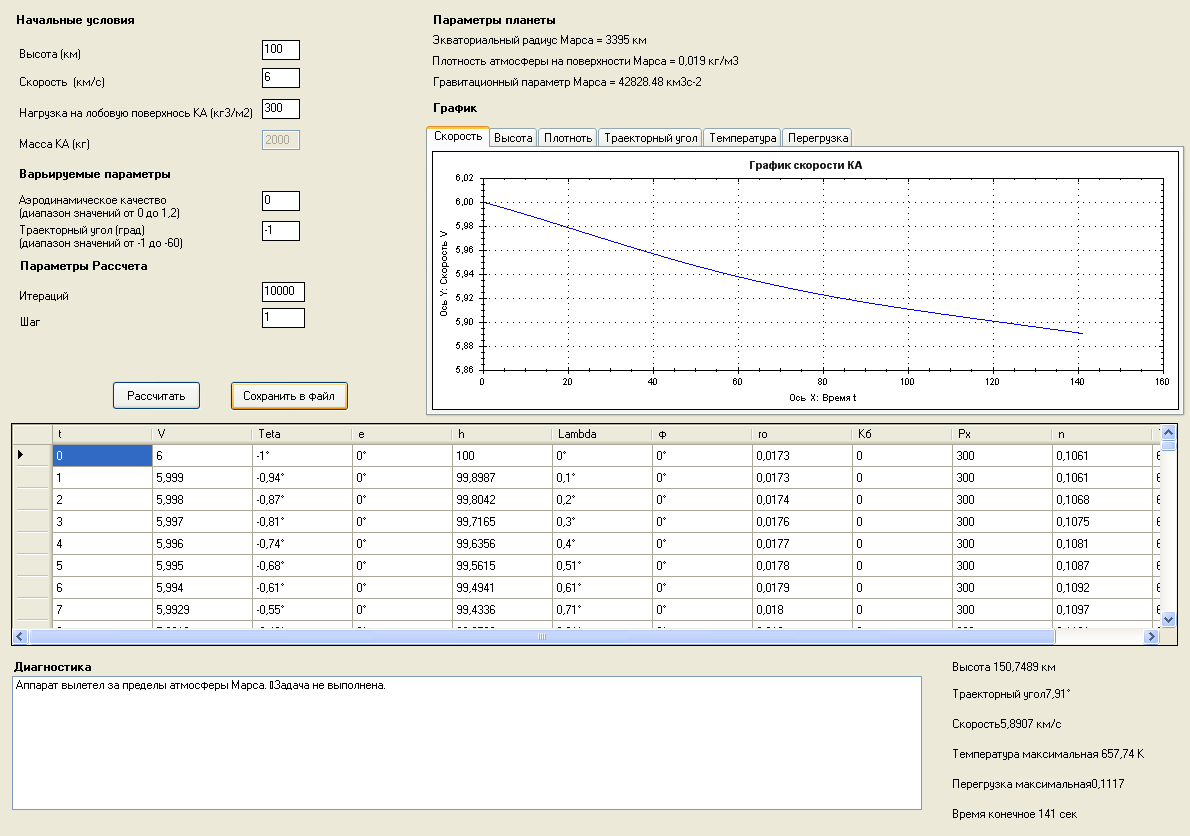 Начальные условия
Высота (км)
100
Скорость (км/с)
6
Нагрузка на лобовую поверхнось КА (кг3/м2)
300
Масса КА (кг)
2000
Варьируемые параметры
Аэродинамическое качество
(диапазон значений от 0 до 1,2)
0
Траекторный угол (град)
(диапазон значений от -1 до -60)
-1
Параметры Рассчета
Итераций
10000
Шаг
1
Рассчитать
Сохранить в файл
Параметры планеты
Экваториальный радиус Марса = 3395 км
Плотность атмосферы на поверхности Марса = 0,019 кг/м3
Гравитационный параметр Марса = 42828.48 км3с-2
График
Скорость Высота Плотноть Траекторный угол Температура Перегрузка
График скорости КА
Ось Y: Скорость V
6,02
6,00
5,98
5,96
5,94
5,92
5,90
5,88
5,86
0 20 40 60 80 100 120 140 160
Ось X: Время t
t V Teta e h Lambda ф ro Кб Px n
0 6 -1° 0° 100 0° 0° 0,0173 0 300 0,1061
1 5,999 -0,94° 0° 99,8987 0,1° 0° 0,0173 0 300 0,1061
2 5,998 -0,87° 0° 99,8042 0,2° 0° 0,0174 0 300 0,1068
3 5,997 -0,81° 0° 99,7165 0,3° 0° 0,0176 0 300 0,1075
4 5,996 -0,74° 0° 99,6356 0,4° 0° 0,0177 0 300 0,1081
5 5,995 -0,68° 0° 99,5615 0,51° 0° 0,0178 0 300 0,1087
6 5,994 -0,61° 0° 99,4941 0,61° 0° 0,0179 0 300 0,1092
7 5,9929 -0,55° 0° 99,4336 0,71° 0° 0,018 0 300 0,1097
Диагностика
Аппарат вылетел за пределы атмосферы Марса. Задача не выполнена.
Высота 150,7489 км
Траекторный угол7,91°
Скорость5,8907 км/с
Температура максимальная 657,74 К
Перегрузка максимальная0,1117
Время конечное 141 сек